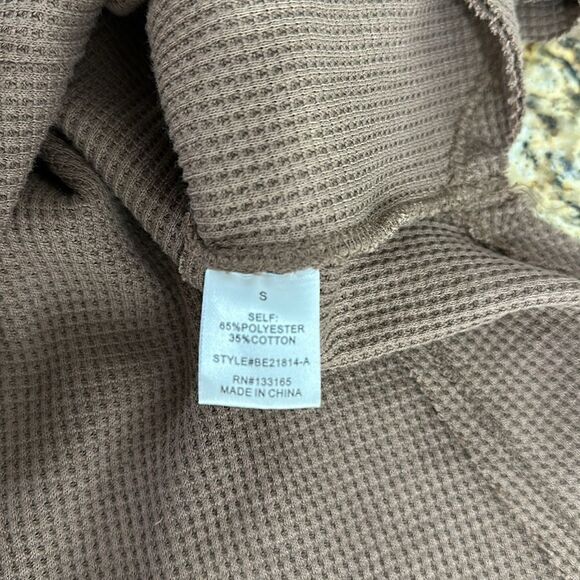 S
SELF:
65%POLYESTER
35%COTTON
STYLE#BE21814-A
RN#133165
MADE IN CHINA